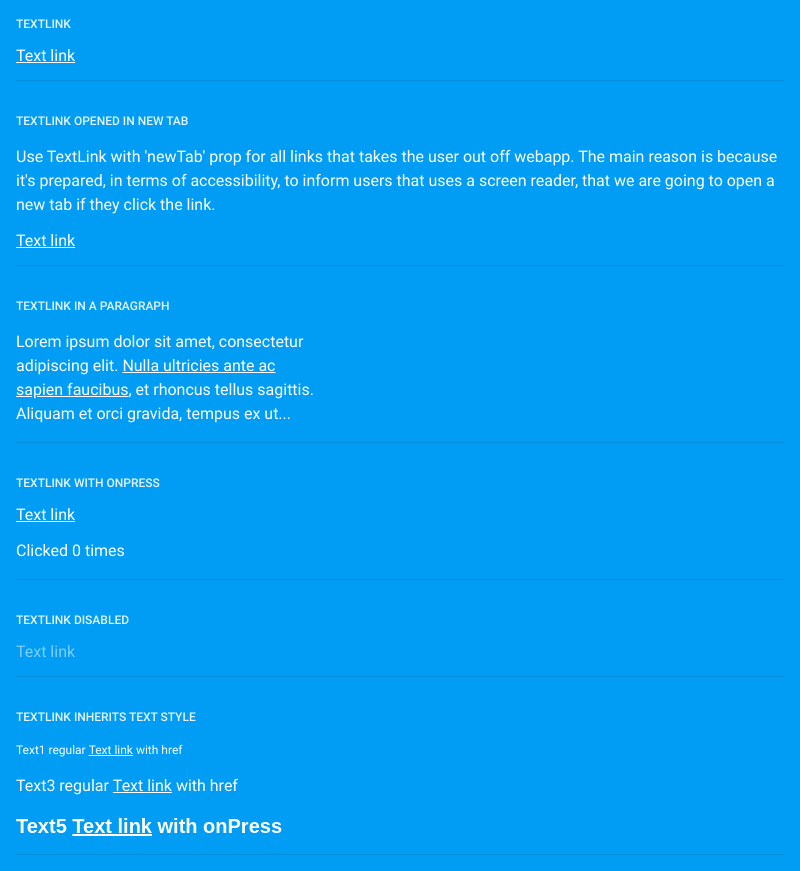 TEXTLINK
Text link
TEXTLINK OPENED IN NEW TAB
Use TextLink with 'newTab' prop for all links that takes the user out off webapp. The main reason is because
it's prepared, in terms of accessibility, to inform users that uses a screen reader, that we are going to open a
new tab if they click the link.
Text link
TEXTLINK IN A PARAGRAPH
Lorem ipsum dolor sit amet, consectetur
adipiscing elit. Nulla ultricies ante ac
sapien faucibus, et rhoncus tellus sagittis.
Aliquam et orci gravida, tempus ex ut...
TEXTLINK WITH ONPRESS
Text link
Clicked 0 times
TEXTLINK DISABLED
Text link
TEXTLINK INHERITS TEXT STYLE
Text1 regular Text link with href
Text3 regular Text link with href
Text5 Text link with onPress